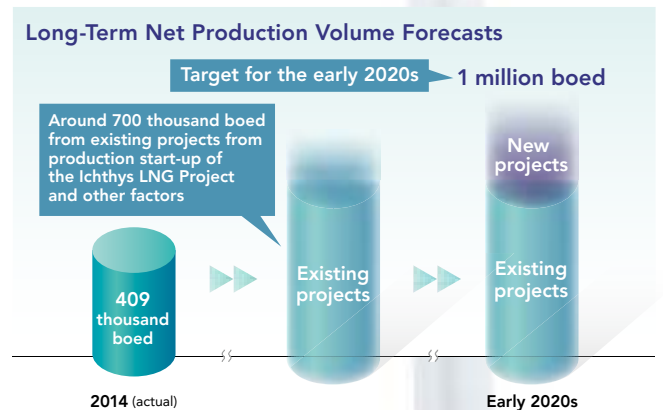 Long-Term Net Production Volume Forecasts
Target for the early 2020s
1 million boed
Around 700 thousand boed
from existing projects from
production start-up of
the Ichthys LNG Project
and other factors
New
projects
409
thousand
boed
Existing
projects
Existing
projects
2014 (actual)
Early 2020s